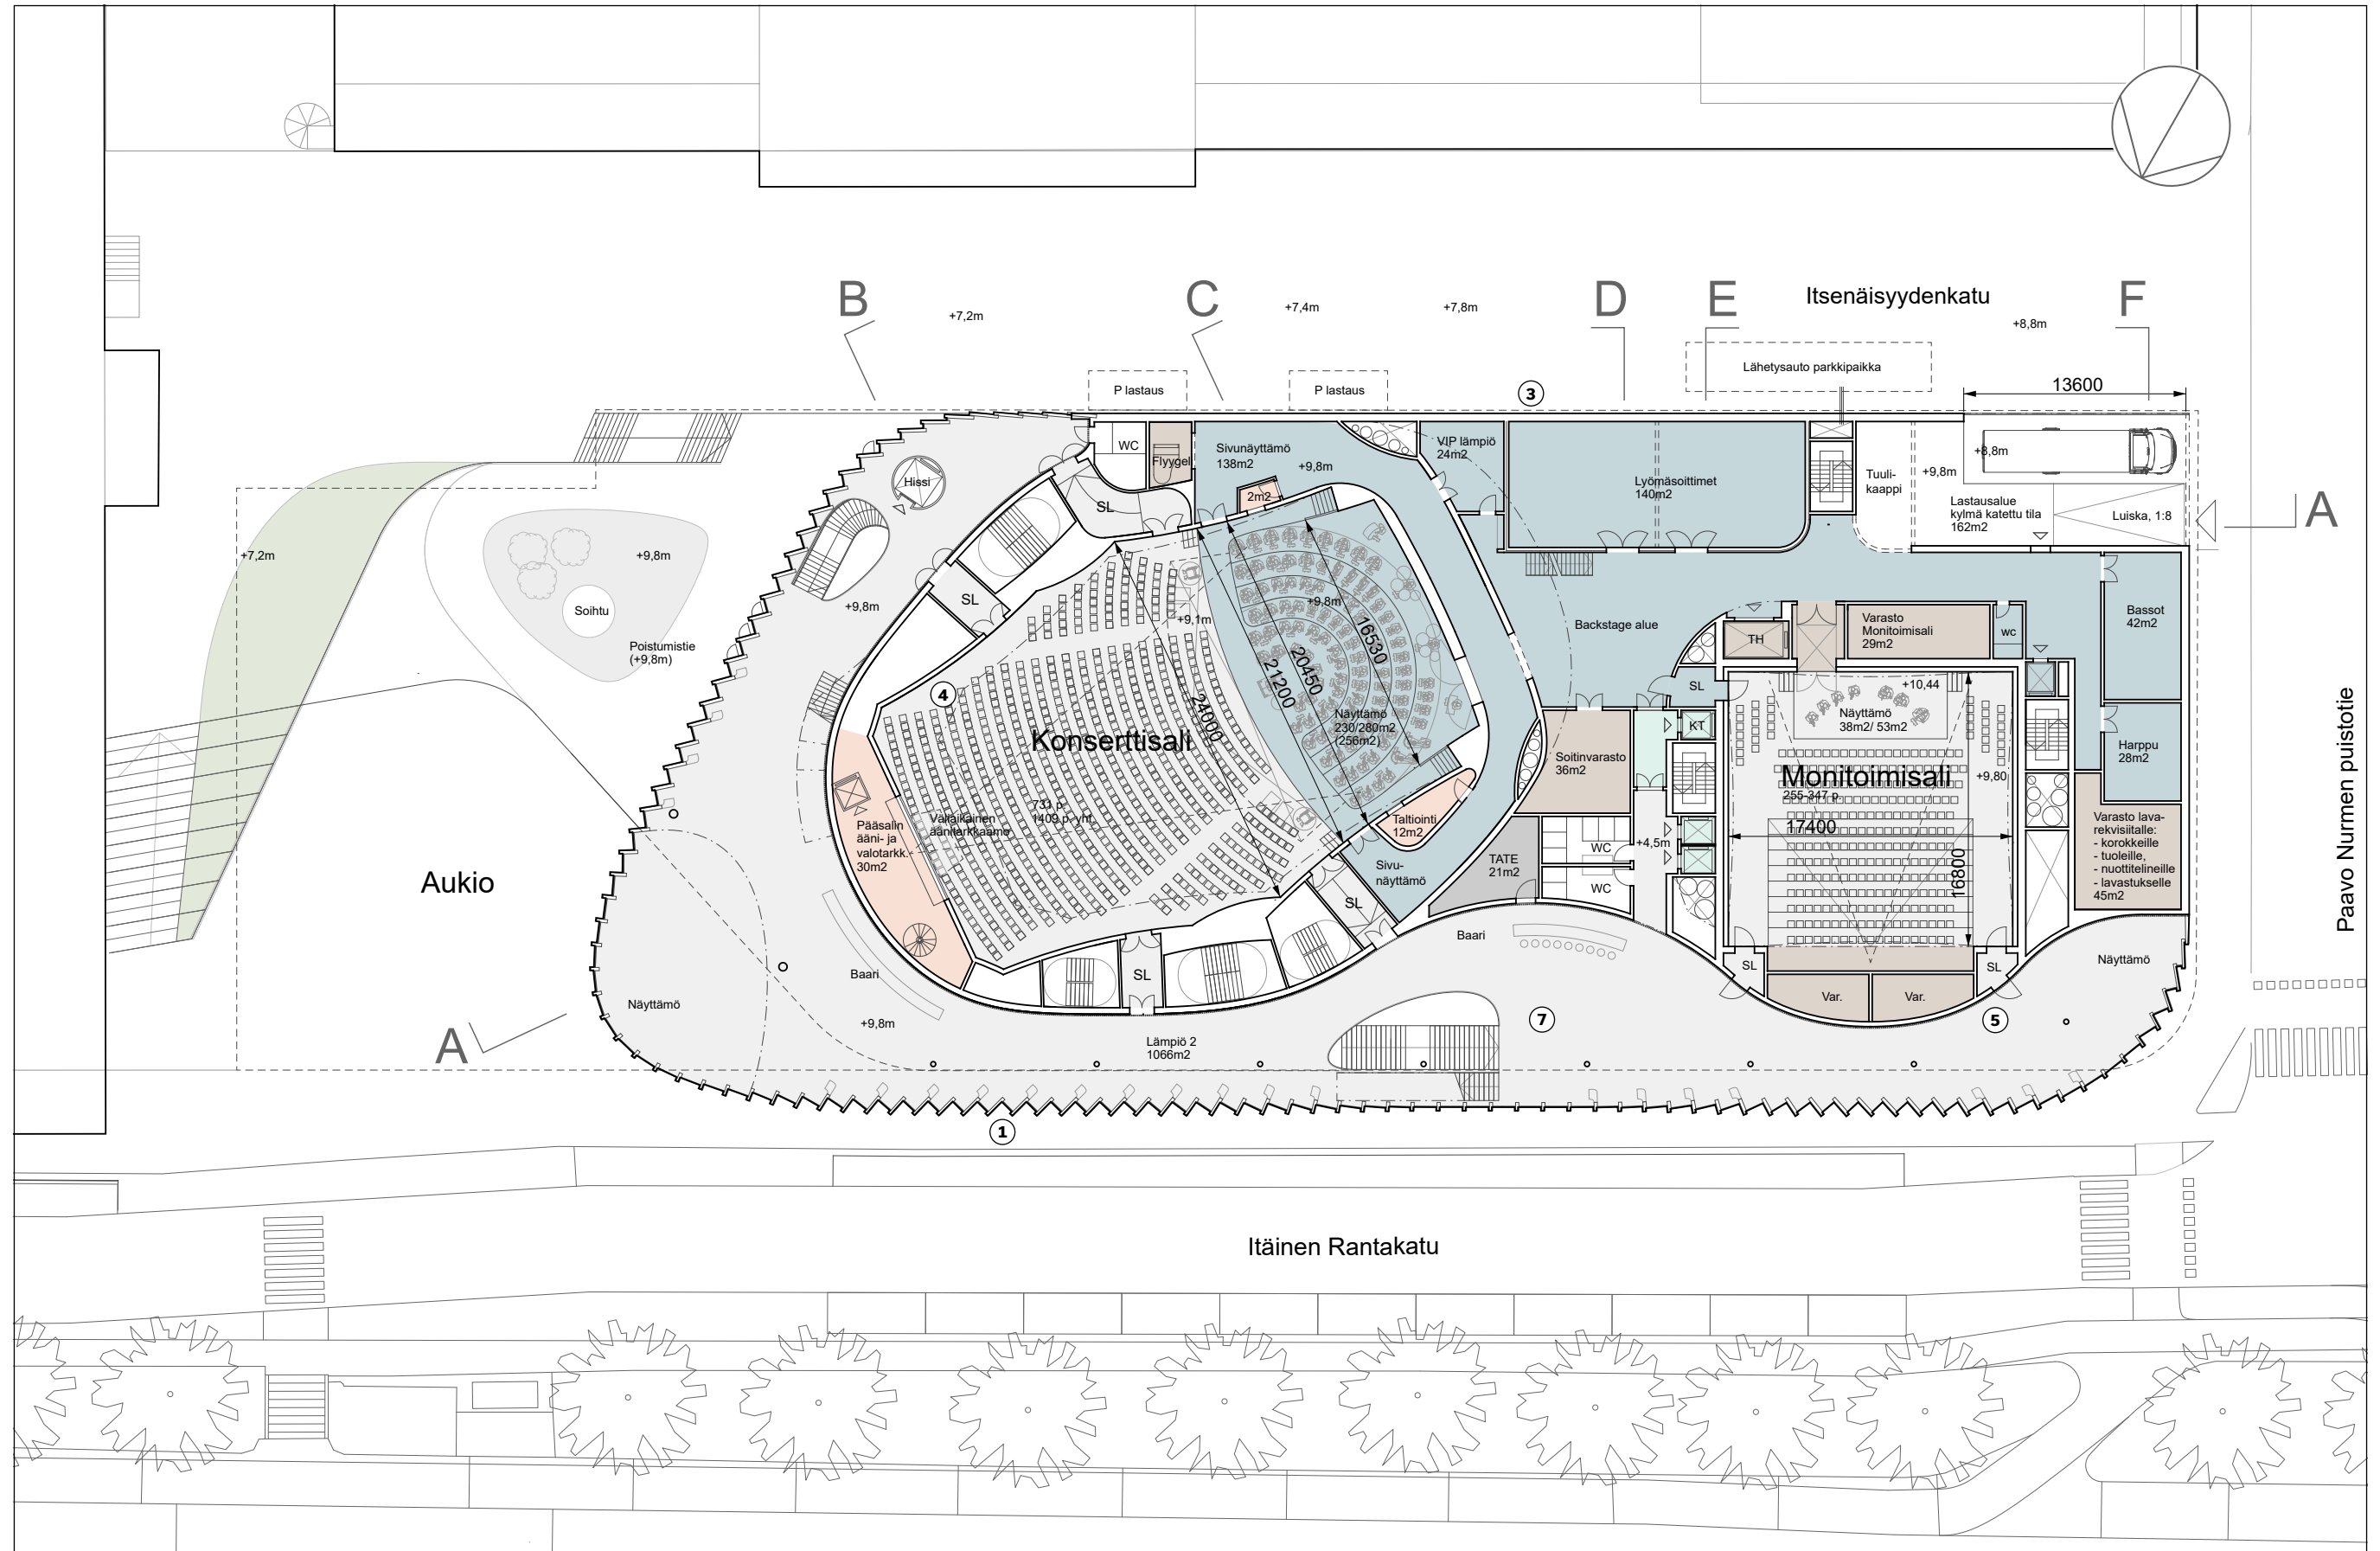 B
C
D
E
F
Itsenäisyydenkatu
+7,2m
+7,4m
+7,8m
+8,8m
Lähetysauto parkkipaikka
P lastaus
P lastaus
3
13600
WC
Flyygel
Sivunäyttämö
138m2
+9,8m
VIP lämpiö
24m2
Lyömäsoittimet
140m2
Tuuli-
kaappi
+9,8m
+8,8m
Lastausalue
kylmä katettu tila
162m2
Luiska, 1:8
A
Hissi
SL
2m2
+7,2m
+9,8m
Soihtu
Poistumistie
(+9,8m)
+9,8m
SL
+9,1m
+9,8m
16530
20450
21200
24000
Backstage alue
TH
Varasto
Monitoimisali
29m2
wc
Bassot
42m2
SL
+10,44
4
Konserttisali
Näyttämö
230/280m2
(256m2)
Näyttämö
38m2/ 53m2
KT
Soitinvarasto
36m2
Harppu
28m2
Monitoimisali
255-347 p.
+9,80
Paavo Nurmen puistotie
731 p.
1409 p. yht.
Väliaikainen
äänitarkkaamo
Pääsalin
ääni- ja
valotarkk.
30m2
Taltiointi
12m2
17400
16800
+4,5m
WC
TATE
21m2
WC
Varasto lava-
rekvisiitalle:
- korokkeille
- tuoleille,
- nuottitelineille
- lavastukselle
45m2
Sivu-
näyttämö
Aukio
SL
Baari
Baari
SL
SL
SL
Näyttämö
Näyttämö
Var.
Var.
+9,8m
7
5
A
Lämpiö 2
1066m2
1
Itäinen Rantakatu